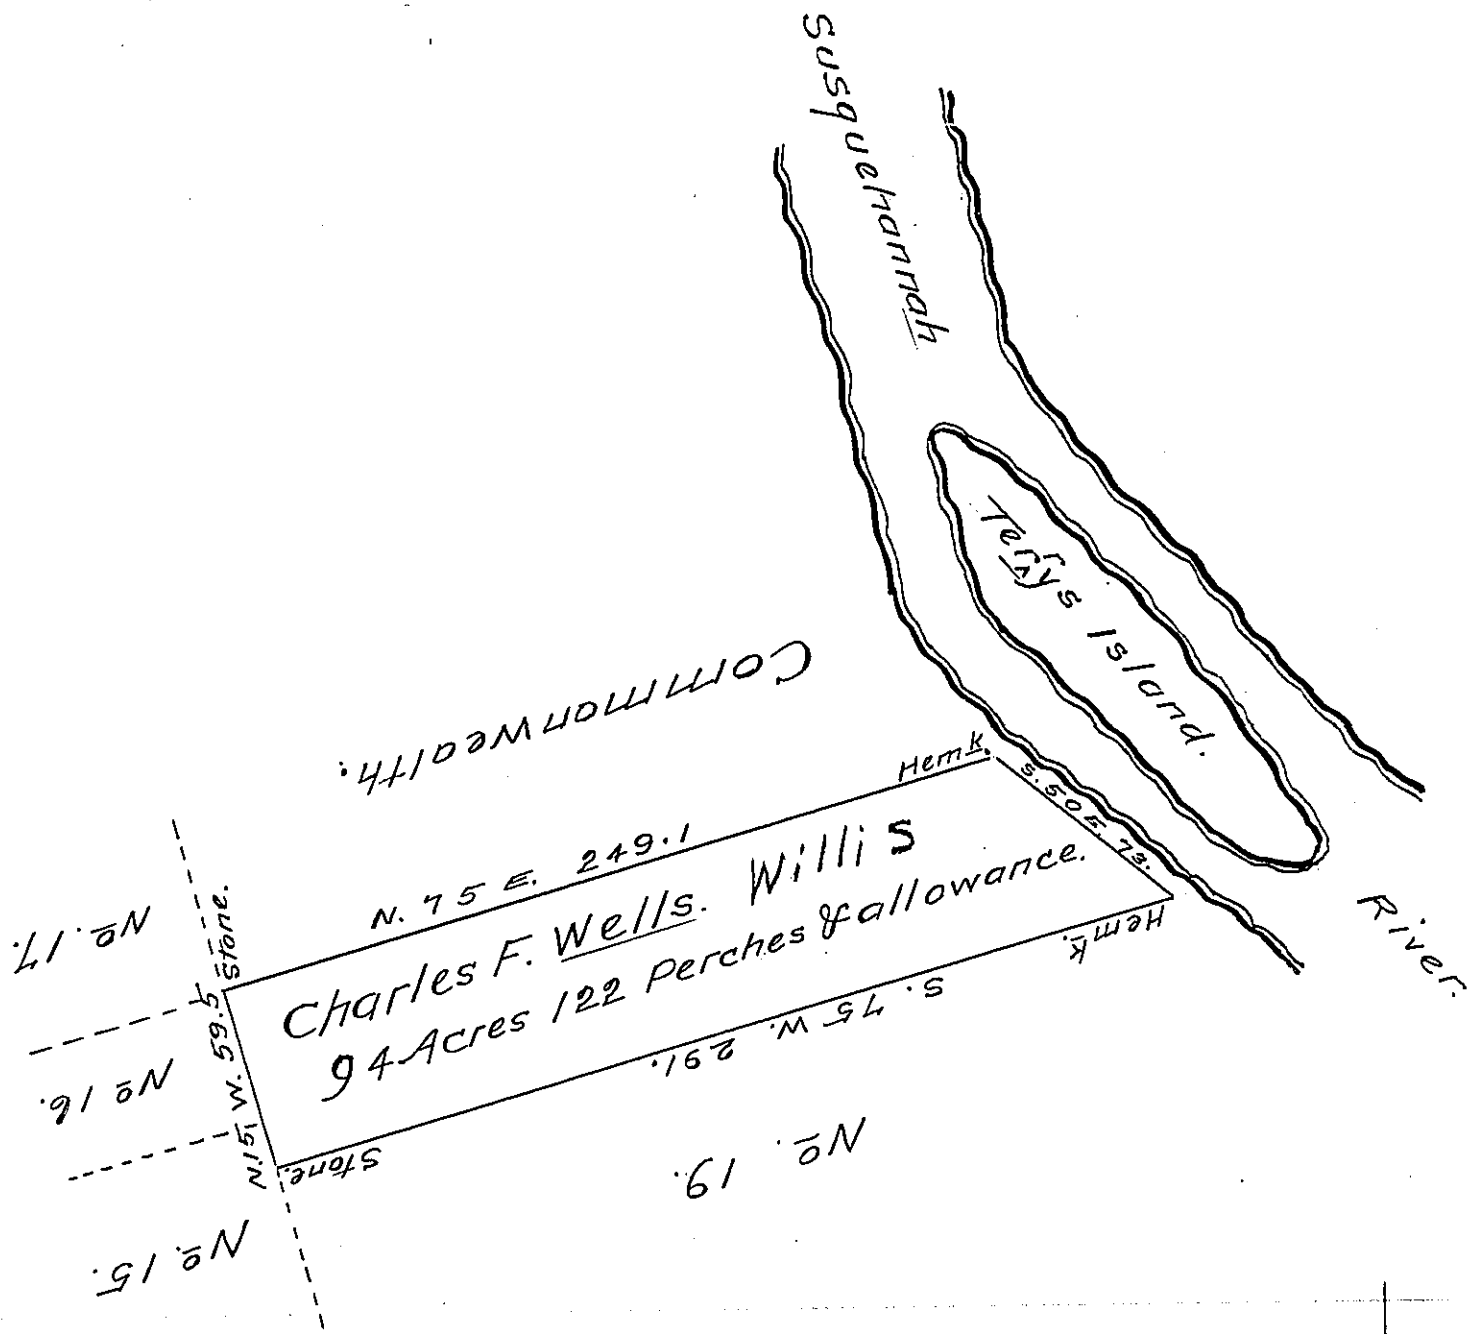 Susquehannah
Terrys Island.
River.
Commonwealth.
Hemk.
S. 50 E. 73.
N. 75 E. 249.1
Charles F. Wells. Willis
94 Acres 122 Perches & allowance.
Hemk.
S. 75 W. 291.
Stone.
N. 15 W. 59.5
Stone.
No. 17.
No 16.
No. 15.
No. 19.